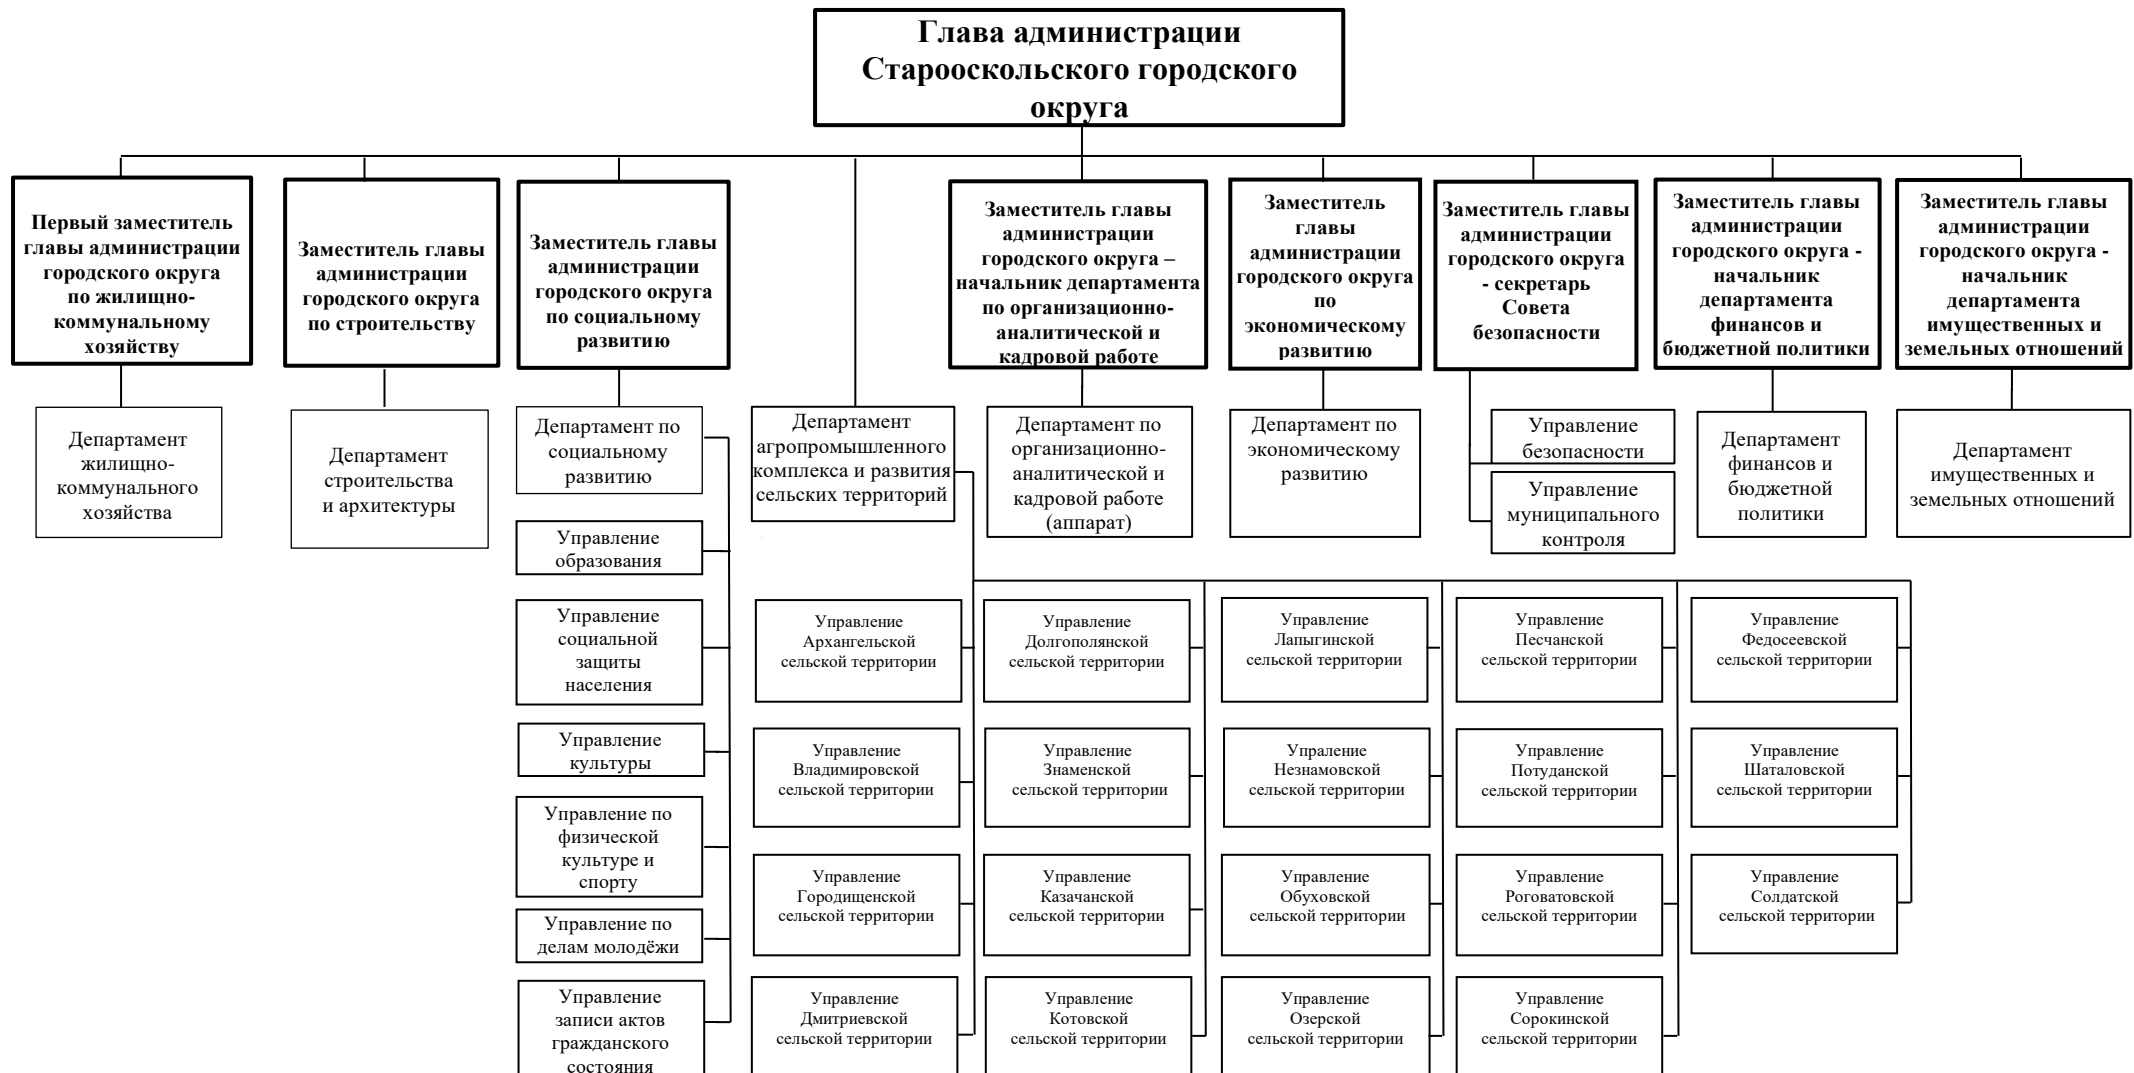 Глава администрации
Старооскольского городского
округа
Первый заместитель
главы администрации
городского округа
по жилищно-
коммунальному
хозяйству
Заместитель главы
администрации
городского округа
по строительству
Заместитель главы
администрации
городского округа
по социальному
развитию
Заместитель главы
администрации
городского округа –
начальник департамента
по организационно-
аналитической и
кадровой работе
Заместитель
главы
администрации
городского округа
по
экономическому
развитию
Заместитель главы
администрации
городского округа
- секретарь
Совета
безопасности
Заместитель главы
администрации
городского округа -
начальник
департамента
финансов и
бюджетной политики
Заместитель главы
администрации
городского округа -
начальник
департамента
имущественных и
земельных отношений
Департамент
жилищно-
коммунального
хозяйства
Департамент
строительства
и архитектуры
Департамент по
социальному
развитию
Департамент
агропромышленного
комплекса и развития
сельских территорий
Департамент по
организационно-
аналитической и
кадровой работе
(аппарат)
Департамент по
экономическому
развитию
Управление
безопасности
Управление
муниципального
контроля
Департамент
финансов и
бюджетной
политики
Департамент
имущественных и
земельных отношений
Управление
образования
Управление
социальной
защиты
населения
Управление
культуры
Управление по
физической
культуре и
спорту
Управление по
делам молодёжи
Управление
записи актов
гражданского
состояния
Управление
Архангельской
сельской территории
Управление
Долгополянской
сельской территории
Управление
Лапыгинской
сельской территории
Управление
Песчанской
сельской территории
Управление
Федосеевской
сельской территории
Управление
Владимировской
сельской территории
Управление
Знаменской
сельской территории
Управление
Незнамовской
сельской территории
Управление
Потуданской
сельской территории
Управление
Шаталовской
сельской территории
Управление
Городищенской
сельской территории
Управление
Казачанской
сельской территории
Управление
Обуховской
сельской территории
Управление
Роговатовской
сельской территории
Управление
Солдатской
сельской территории
Управление
Дмитриевской
сельской территории
Управление
Котовской
сельской территории
Управление
Озерской
сельской территории
Управление
Сорокинской
сельской территории